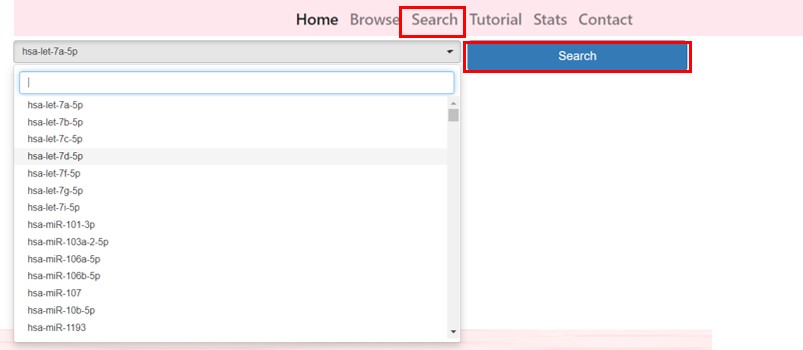 Home Browse Search Tutorial Stats Contact
hsa-let-7a-5p
Search
hsa-let-7a-5p
hsa-let-7b-5p
hsa-let-7c-5p
hsa-let-7d-5p
hsa-let-7f-5p
hsa-let-7g-5p
hsa-let-7i-5p
hsa-miR-101-3p
hsa-miR-103a-2-5p
hsa-miR-106a-5p
hsa-miR-106b-5p
hsa-miR-107
hsa-miR-10b-5p
hsa-miR-1193